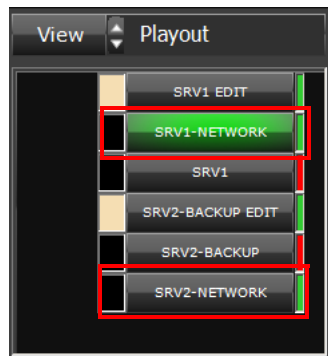 View Playout
SRV1 EDIT
SRV1-NETWORK
SRV1
SRV2-BACKUP EDIT
SRV2-BACKUP
SRV2-NETWORK